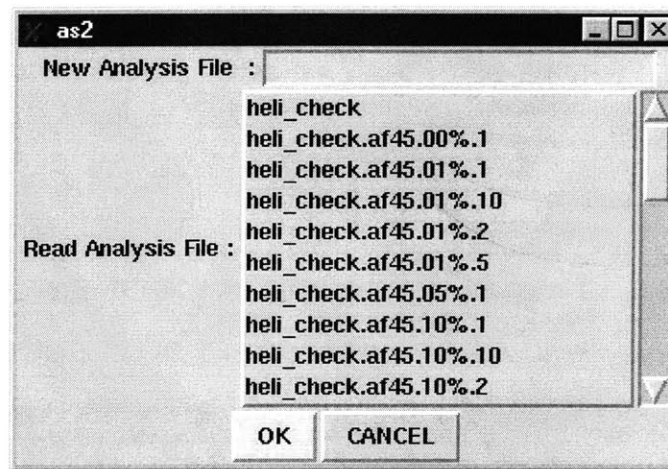 as2
New Analysis File :
heli_check
heli_check.af45.00%.1
heli_check.af45.01%.1
heli_check.af45.01%.10
heli_check.af45.01%.2
Read Analysis File :
heli_check.af45.01%.5
heli_check.af45.05%.1
heli_check.af45.10%.1
heli_check.af45.10%.10
heli_check.af45.10%.2
OK CANCEL